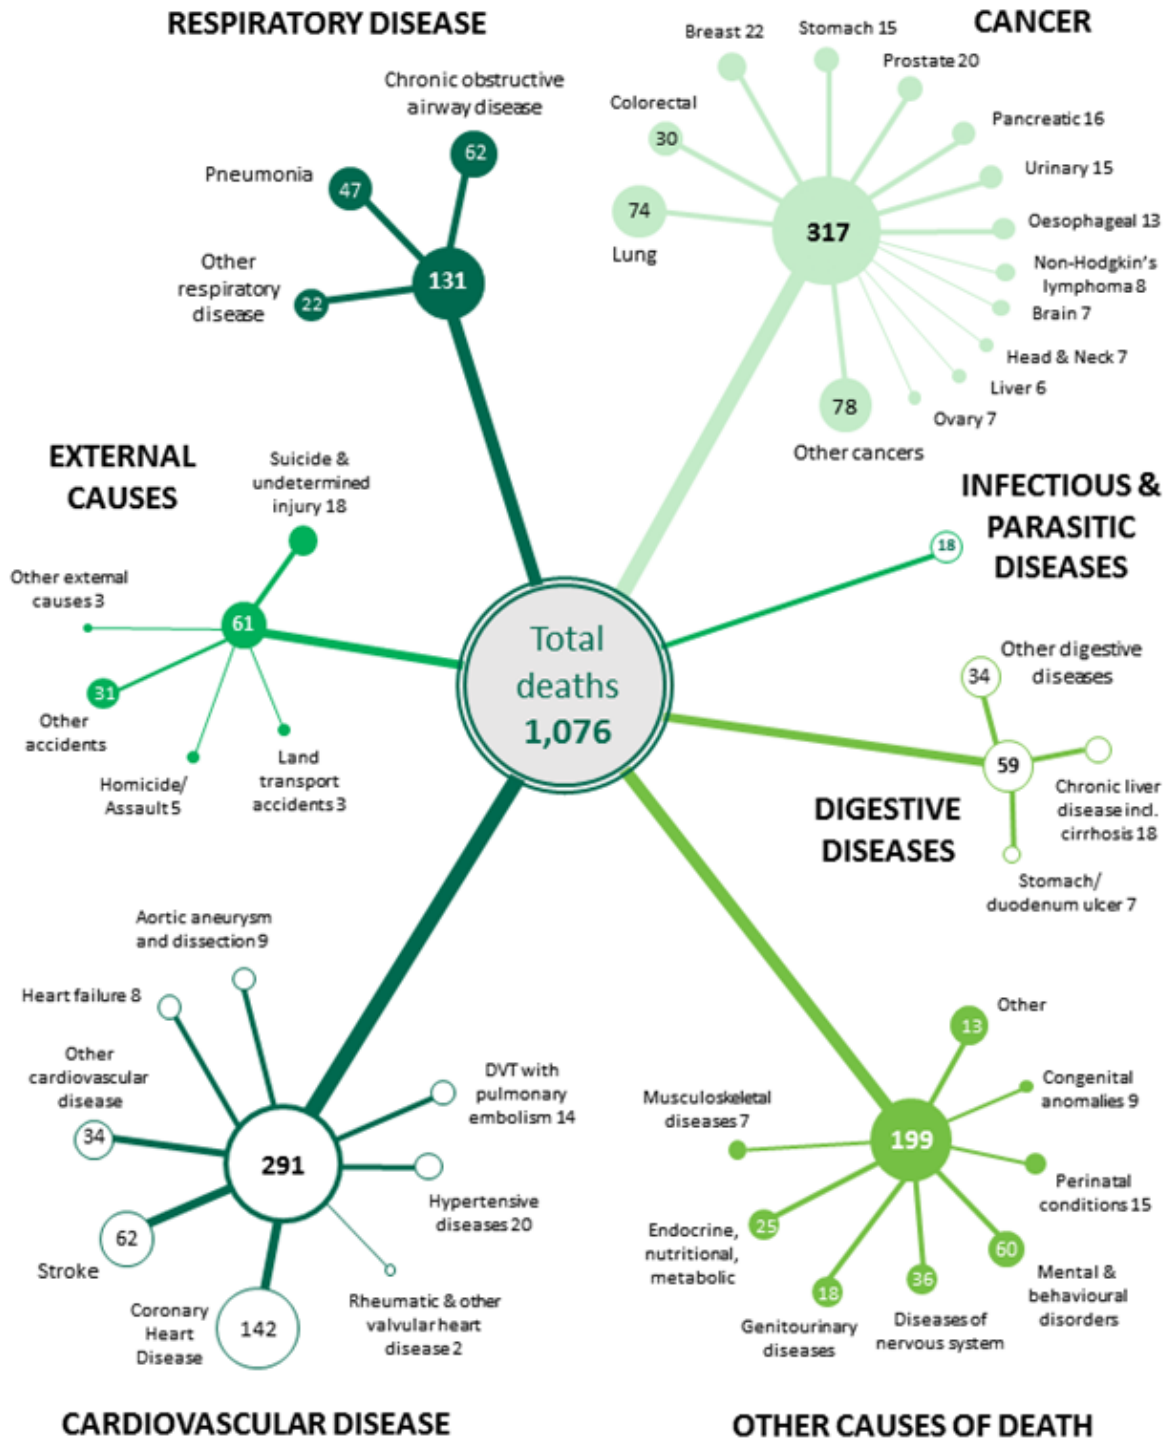 RESPIRATORY DISEASE
Chronic obstructive
airway disease
62
Pneumonia
47
Other
respiratory
disease
22
131
CANCER
Breast 22
Stomach 15
Prostate 20
Colorectal
30
Pancreatic 16
Urinary 15
74
Lung
317
Oesophageal 13
Non-Hodgkin's
lymphoma 8
Brain 7
Head & Neck 7
Liver 6
Ovary 7
78
Other cancers
EXTERNAL
CAUSES
Suicide &
undetermined
injury 18
Other external
causes 3
61
31
Other
accidents
Homicide/
Assault 5
Land
transport
accidents 3
INFECTIOUS &
PARASITIC
DISEASES
18
Total
deaths
1,076
Other digestive
diseases
34
59
Chronic liver
disease incl.
cirrhosis 18
Stomach/
duodenum ulcer 7
DIGESTIVE
DISEASES
Aortic aneurysm
and dissection 9
Heart failure 8
Other
cardiovascular
disease
34
DVT with
pulmonary
embolism 14
291
Hypertensive
diseases 20
62
Stroke
Coronary
Heart
Disease
142
Rheumatic & other
valvular heart
disease 2
CARDIOVASCULAR DISEASE
Other
13
Congenital
anomalies 9
Musculoskeletal
diseases 7
199
Perinatal
conditions 15
25
Endocrine,
nutritional,
metabolic
60
Mental &
behavioural
disorders
18
Genitourinary
diseases
36
Diseases of
nervous system
OTHER CAUSES OF DEATH